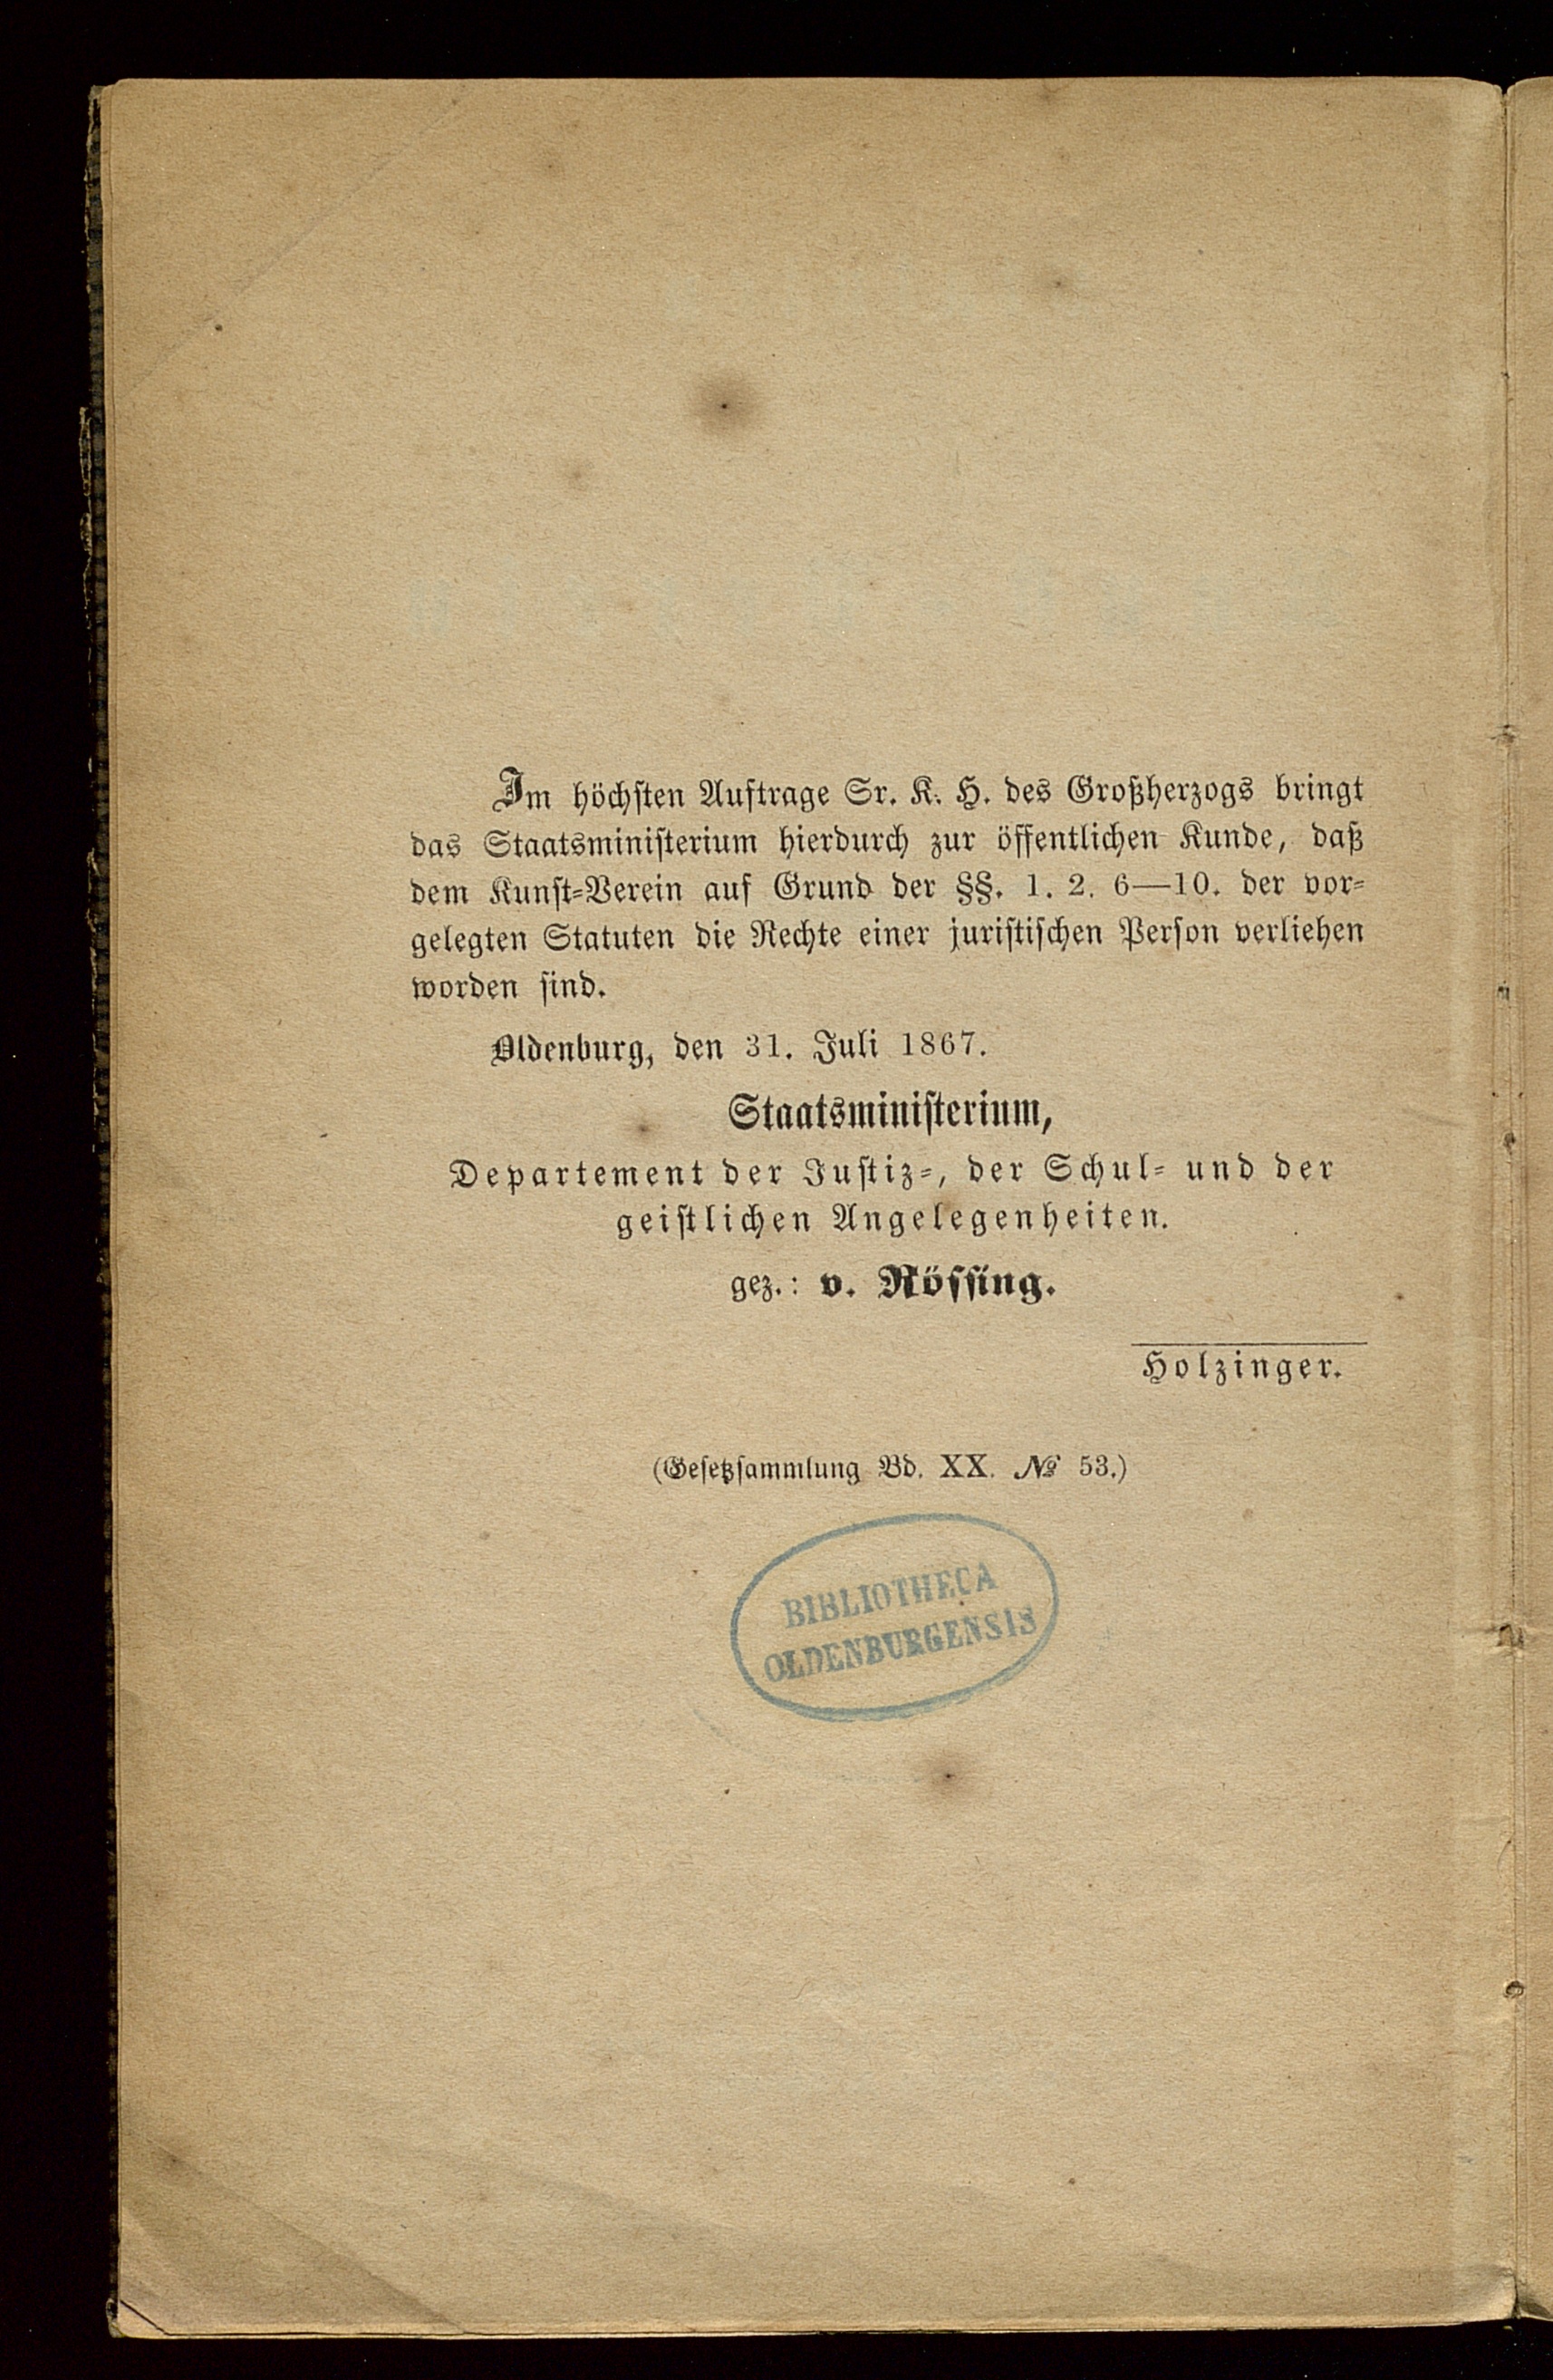 Im höchsten Auftrage Sr. K. H. des Großherzogs bringt
das Staatsministerium hierdurch zur öffentlichen Kunde, daß
dem Kunst-Verein auf Grund der §§. 1. 2. 6—10. der vor-
gelegten Statuten die Rechte einer juristischen Person verliehen
worden sind.
Oldenburg, den 31. Juli 1867.
Staatsministerium,
Departement der Justiz-, der Schul- und der
geistlichen Angelegenheiten.
gez.: v. Rössing.
Holzinger.
(Gesetzsammlung Bd. XX. № 53.)
BIBLIOTHECA
OLDENBURGENSIS